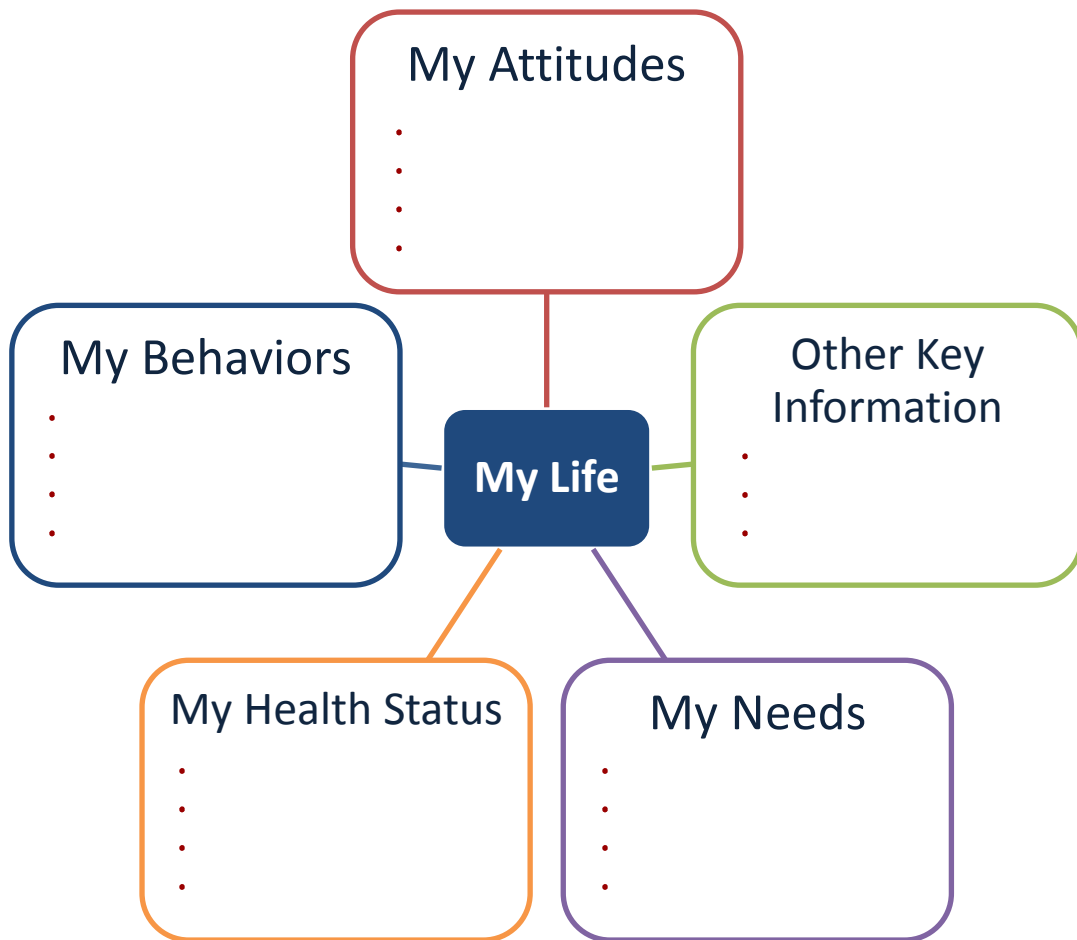 My Attitudes
•
•
•
•
My Behaviors
•
•
•
•
Other Key
Information
•
•
•
My Life
My Health Status
•
•
•
•
My Needs
•
•
•
•